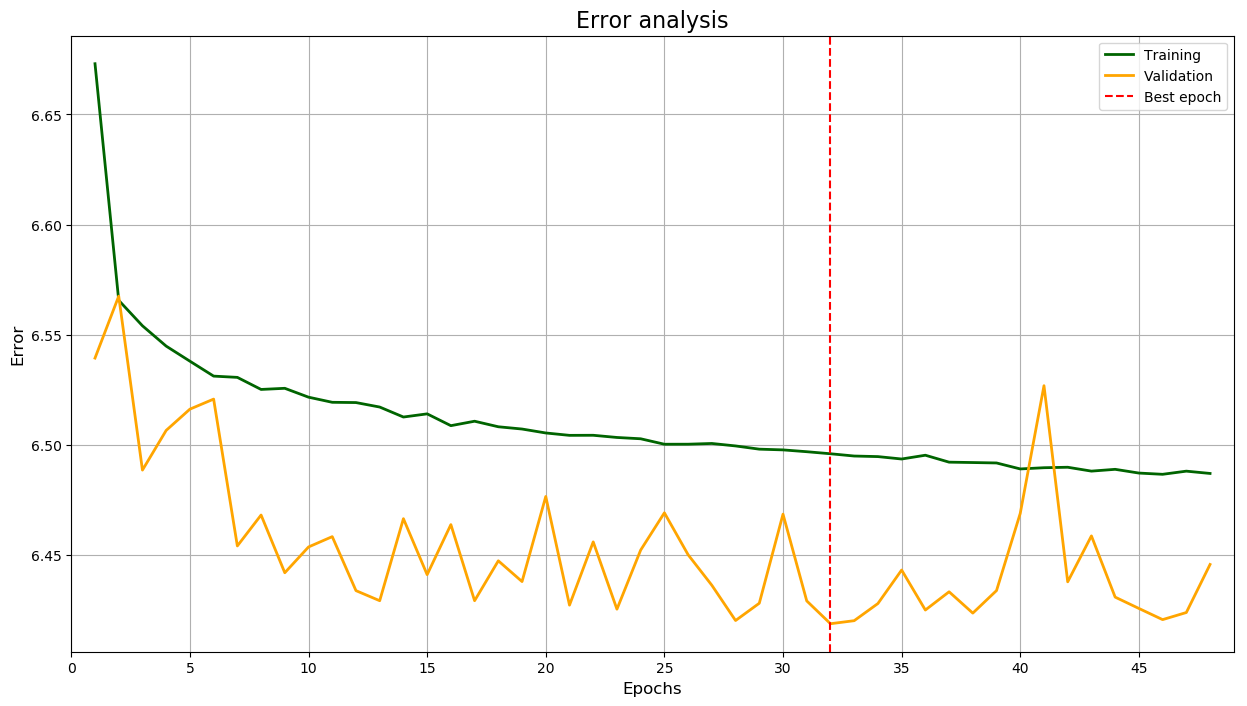 Error analysis
Training
Validation
Best epoch
6.65
6.60
6.55
6.50
6.45
Error
0 5 10 15 20 25 30 35 40 45
Epochs